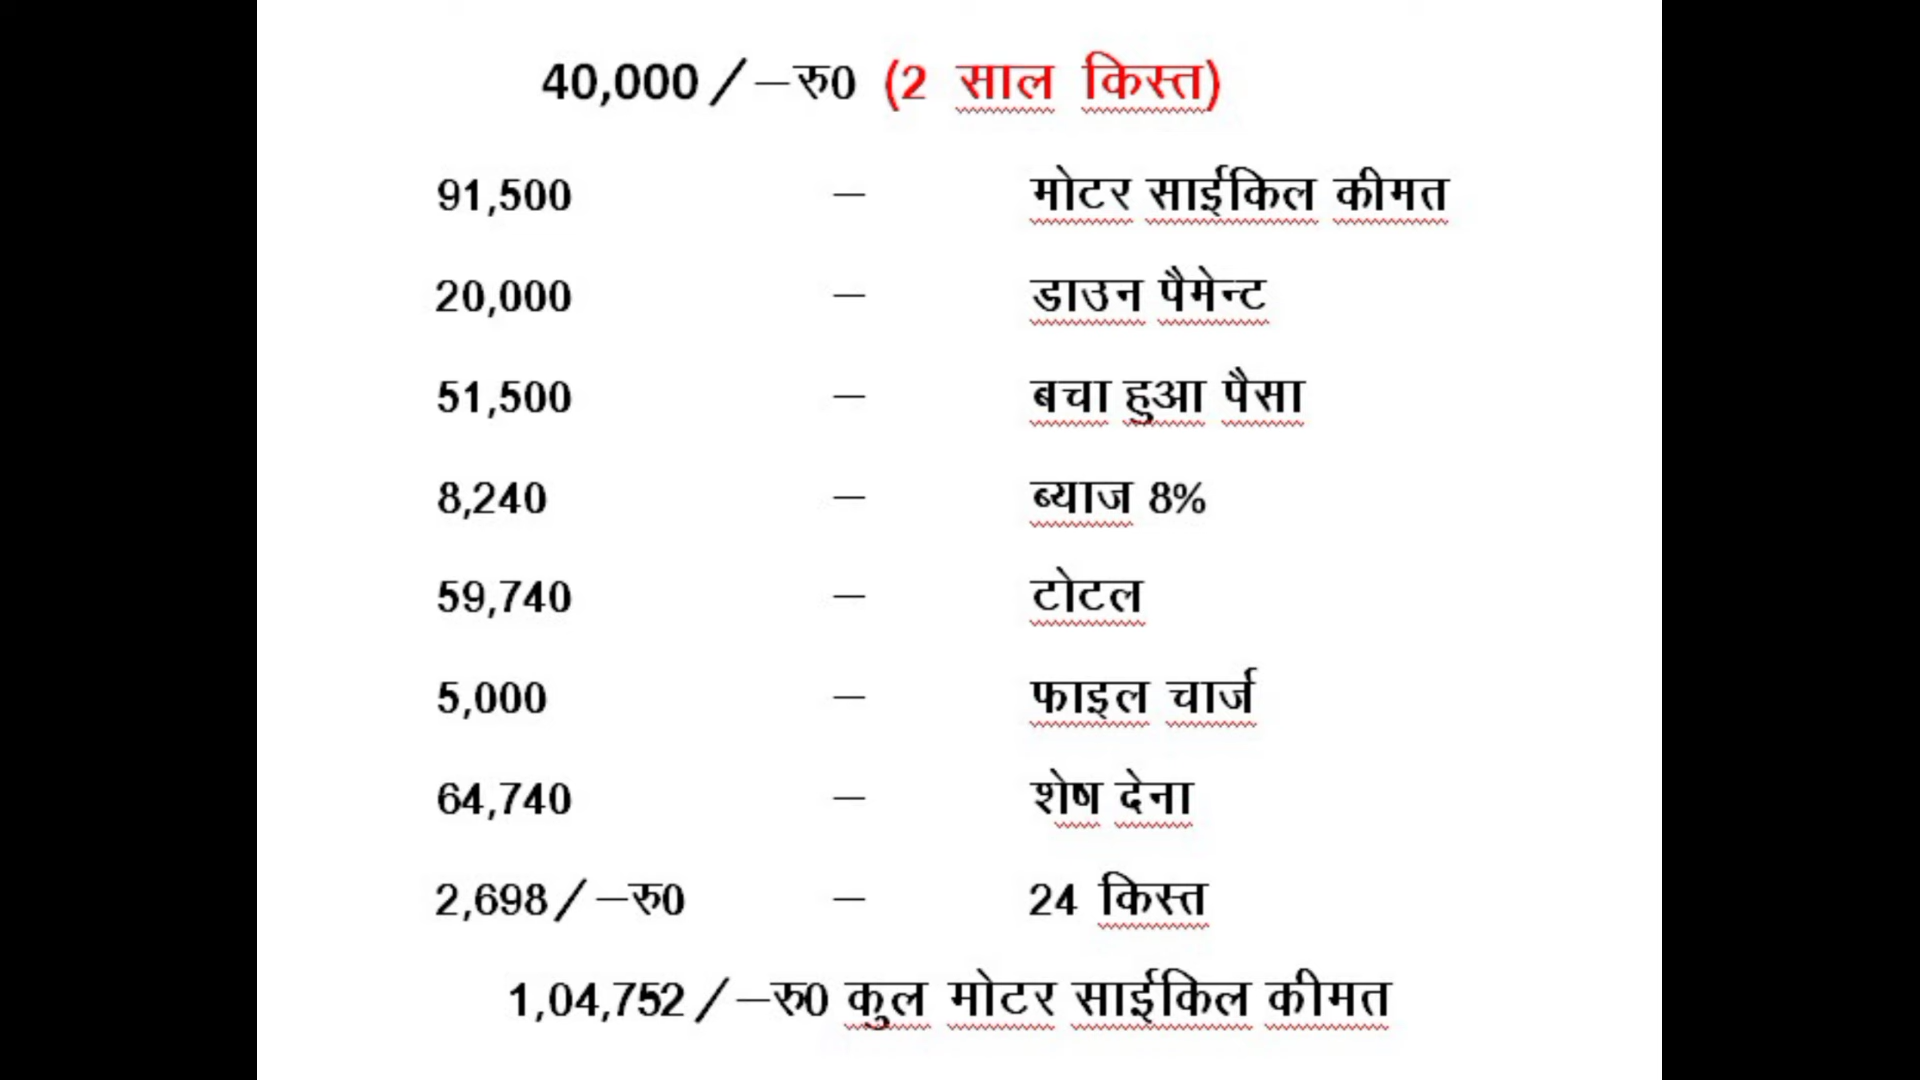 40,000/–रु0 (2 साल किस्त)
91,500 – मोटर साईकिल कीमत
20,000 – डाउन पैमेन्ट
51,500 – बचा हुआ पैसा
8,240 – ब्याज 8%
59,740 – टोटल
5,000 – फाइल चार्ज
64,740 – शेष देना
2,698/–रु0 – 24 किस्त
1,04,752/–रु0 कुल मोटर साईकिल कीमत